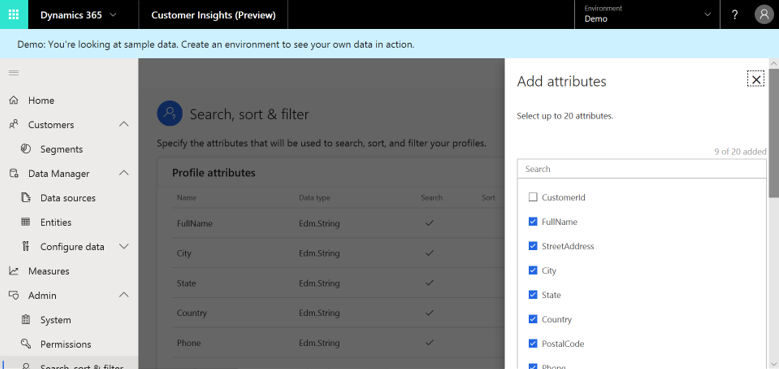 Dynamics 365
Customer Insights (Preview)
Environment
Demo
?
Demo: You're looking at sample data. Create an environment to see your own data in action.
Home
Customers
Segments
Data Manager
Data sources
Entities
Configure data
Measures
Admin
System
Permissions
Search, sort & filter
Search, sort & filter
Specify the attributes that will be used to search, sort, and filter your profiles.
Profile attributes
Name Data type Search Sort
FullName Edm.String
City Edm.String
State Edm.String
Country Edm.String
Phone Edm.String
Add attributes
Select up to 20 attributes.
9 of 20 added
Search
CustomerId
FullName
StreetAddress
City
State
Country
PostalCode
Phone